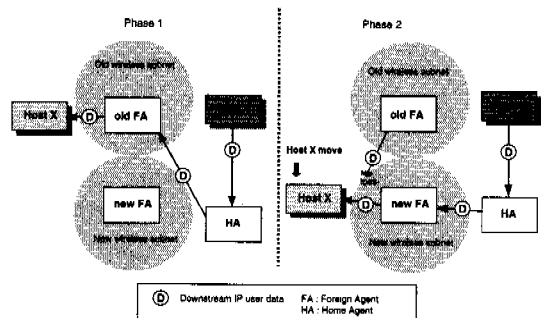 Phase 1
Old wireless subnet
Host X
D
old FA
D
D
new FA
HA
New wireless subnet
Phase 2
Old wireless subnet
old FA
D
Host X move
D
Host X
D
new FA
D
HA
New wireless subnet
D Downstream IP user data
FA : Foreign Agent
HA : Home Agent